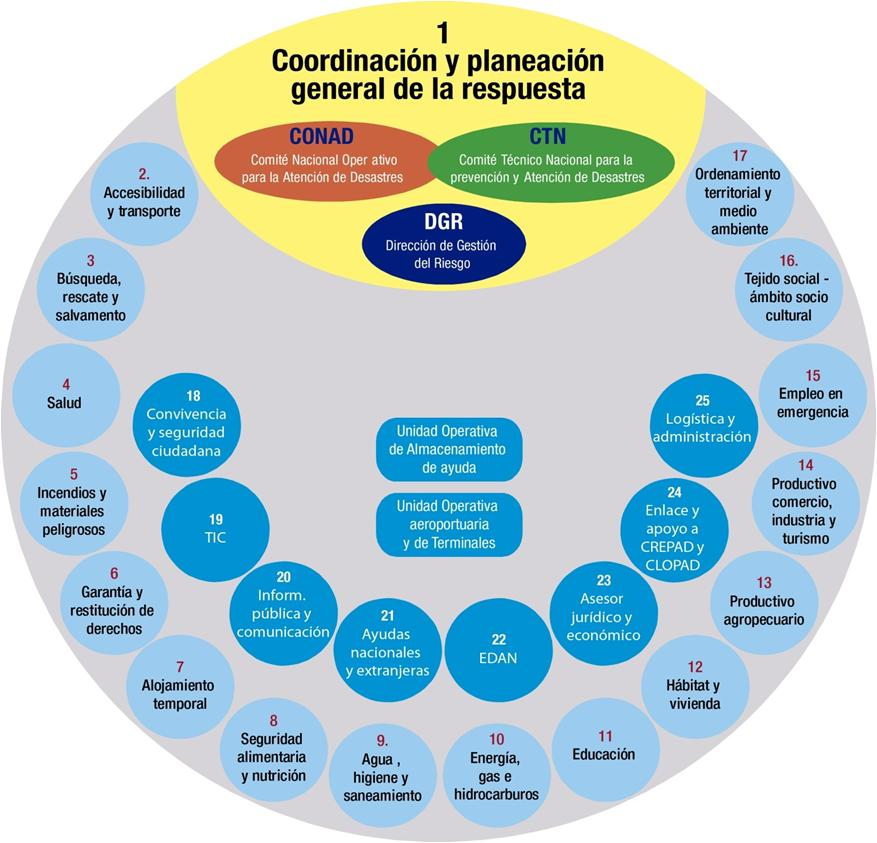 1
Coordinación y planeación
general de la respuesta
CONAD
Comité Nacional Oper ativo
para la Atención de Desastres
CTN
Comité Técnico Nacional para la
prevención y Atención de Desastres
DGR
Dirección de Gestión
del Riesgo
2.
Accesibilidad
y transporte
3
Búsqueda,
rescate y
salvamento
4
Salud
5
Incendios y
materiales
peligrosos
6
Garantía y
restitución de
derechos
7
Alojamiento
temporal
8
Seguridad
alimentaria
y nutrición
9.
Agua ,
higiene y
saneamiento
10
Energía,
gas e
hidrocarburos
11
Educación
12
Hábitat y
vivienda
13
Productivo
agropecuario
14
Productivo
comercio,
industria y
turismo
15
Empleo en
emergencia
16.
Tejido social -
ámbito socio
cultural
17
Ordenamiento
territorial y
medio
ambiente
18
Convivencia
y seguridad
ciudadana
19
TIC
20
Inform.
pública y
comunicación
21
Ayudas
nacionales
y extranjeras
22
EDAN
23
Asesor
jurídico y
económico
24
Enlace y
apoyo a
CREPAD y
CLOPAD
25
Logística y
administración
Unidad Operativa
de Almacenamiento
de ayuda
Unidad Operativa
aeroportuaria
y de Terminales